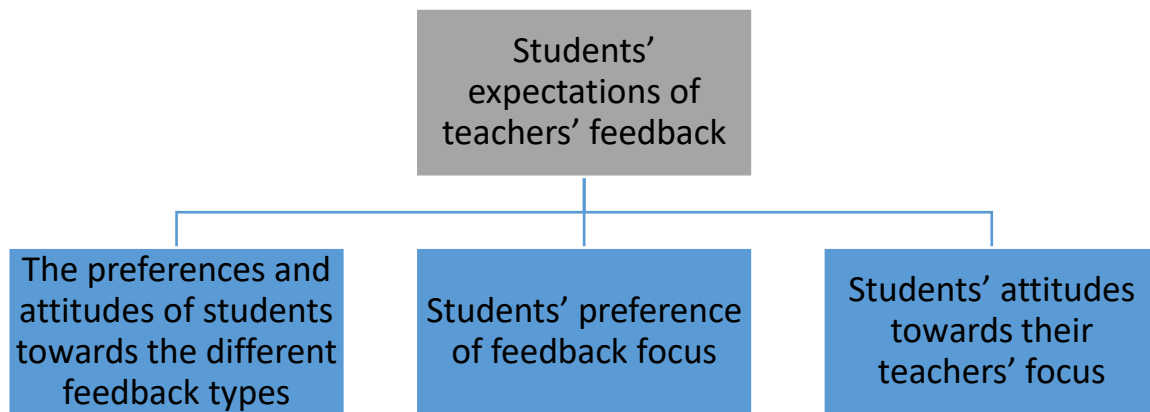 Students’
expectations of
teachers’ feedback
The preferences and
attitudes of students
towards the different
feedback types
Students’ preference
of feedback focus
Students’ attitudes
towards their
teachers’ focus